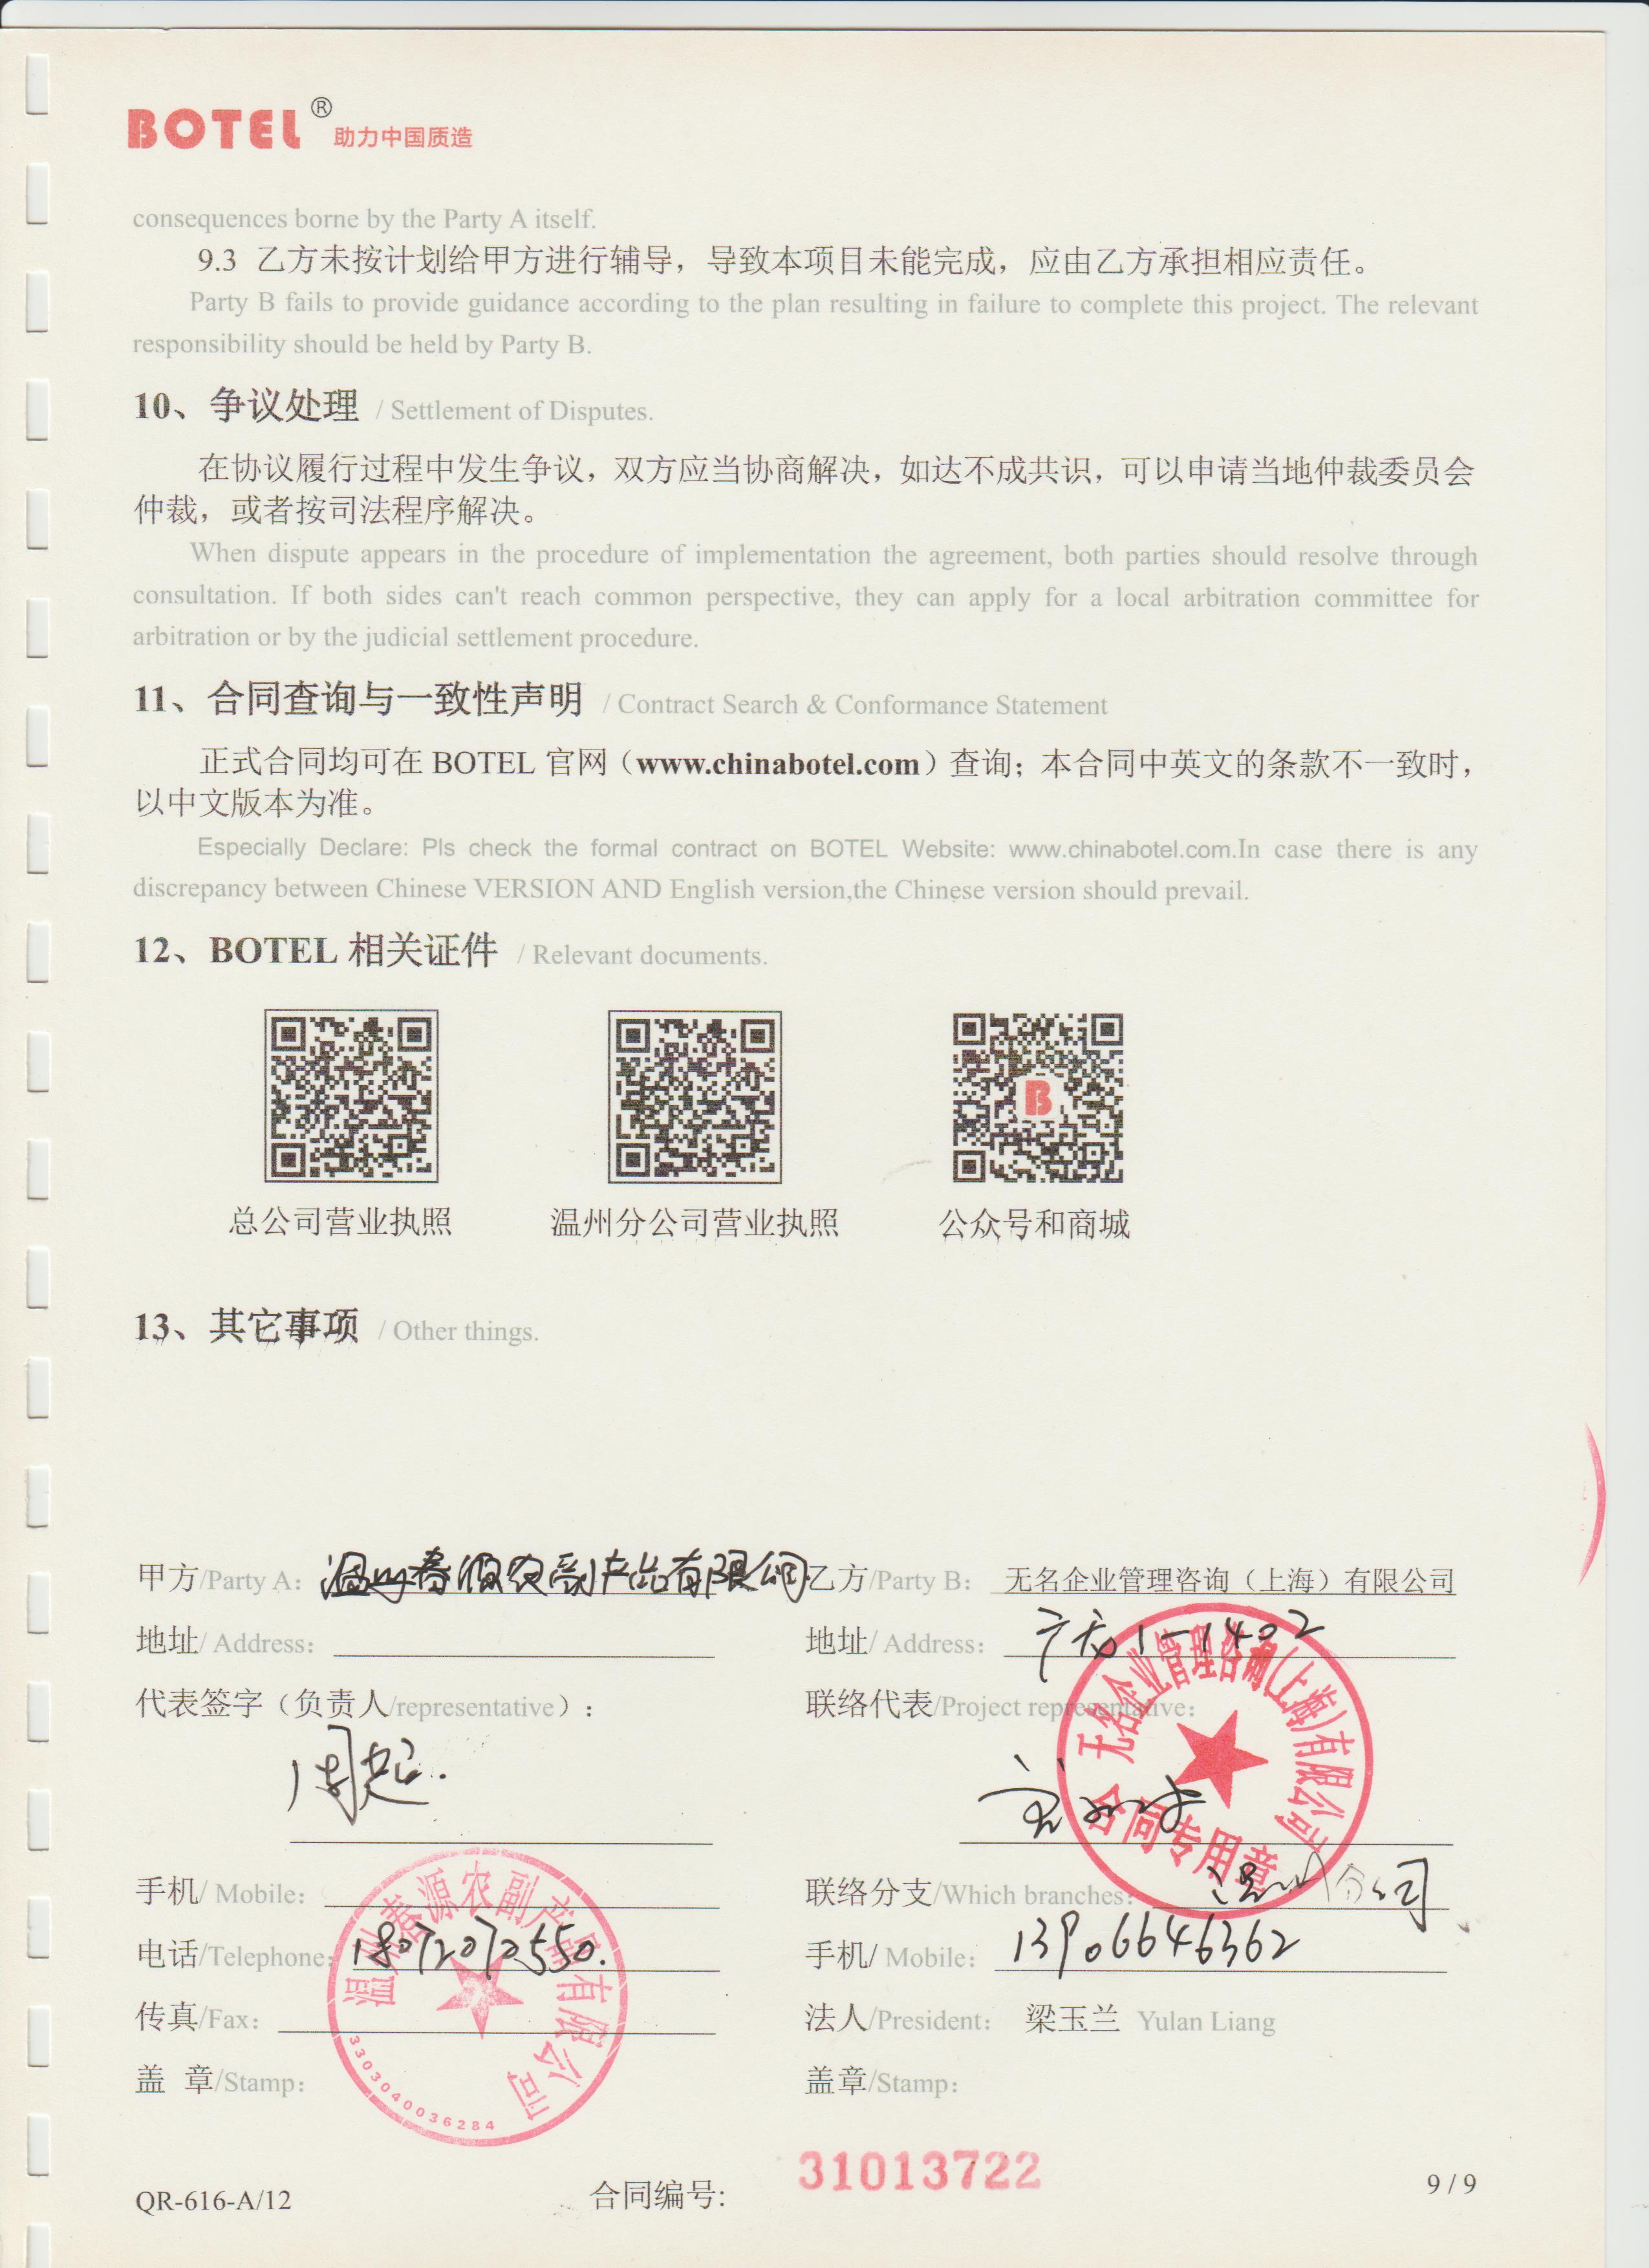 BOTEL® 助力中国质造
consequences borne by the Party A itself.
9.3 乙方未按计划给甲方进行辅导，导致本项目未能完成，应由乙方承担相应责任。
Party B fails to provide guidance according to the plan resulting in failure to complete this project. The relevant
responsibility should be held by Party B.
10、争议处理 / Settlement of Disputes.
在协议履行过程中发生争议，双方应当协商解决，如达不成共识，可以申请当地仲裁委员会
仲裁，或者按司法程序解决。
When dispute appears in the procedure of implementation the agreement, both parties should resolve through
consultation. If both sides can't reach common perspective, they can apply for a local arbitration committee for
arbitration or by the judicial settlement procedure.
11、合同查询与一致性声明 / Contract Search & Conformance Statement
正式合同均可在 BOTEL 官网（www.chinabotel.com）查询；本合同中英文的条款不一致时，
以中文版本为准。
Especially Declare: Pls check the formal contract on BOTEL Website: www.chinabotel.com.In case there is any
discrepancy between Chinese VERSION AND English version,the Chinese version should prevail.
12、BOTEL 相关证件 / Relevant documents.
B
总公司营业执照 温州分公司营业执照 公众号和商城
13、其它事项 / Other things.
甲方/Party A： 温州春源农副产品有限公司 乙方/Party B： 无名企业管理咨询（上海）有限公司
地址/ Address： 地址/ Address： 1-1402
代表签字（负责人/representative）： 联络代表/Project representative：
周起
无名企业管理咨询(上海)有限公司
合同专用章
手机/ Mobile： 联络分支/Which branches： 温州分公司
电话/Telephone： 18072070550. 手机/ Mobile： 13906646362
传真/Fax： 法人/President： 梁玉兰 Yulan Liang
盖 章/Stamp： 盖章/Stamp：
温州春源农副产品有限公司
3303040036284
QR-616-A/12 合同编号: 31013722 9 / 9